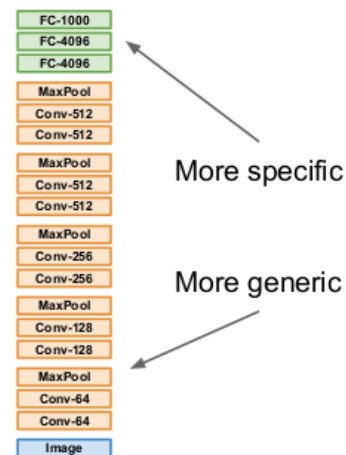 FC-1000
FC-4096
FC-4096
MaxPool
Conv-512
Conv-512
MaxPool
Conv-512
Conv-512
MaxPool
Conv-256
Conv-256
MaxPool
Conv-128
Conv-128
MaxPool
Conv-64
Conv-64
Image
More specific
More generic